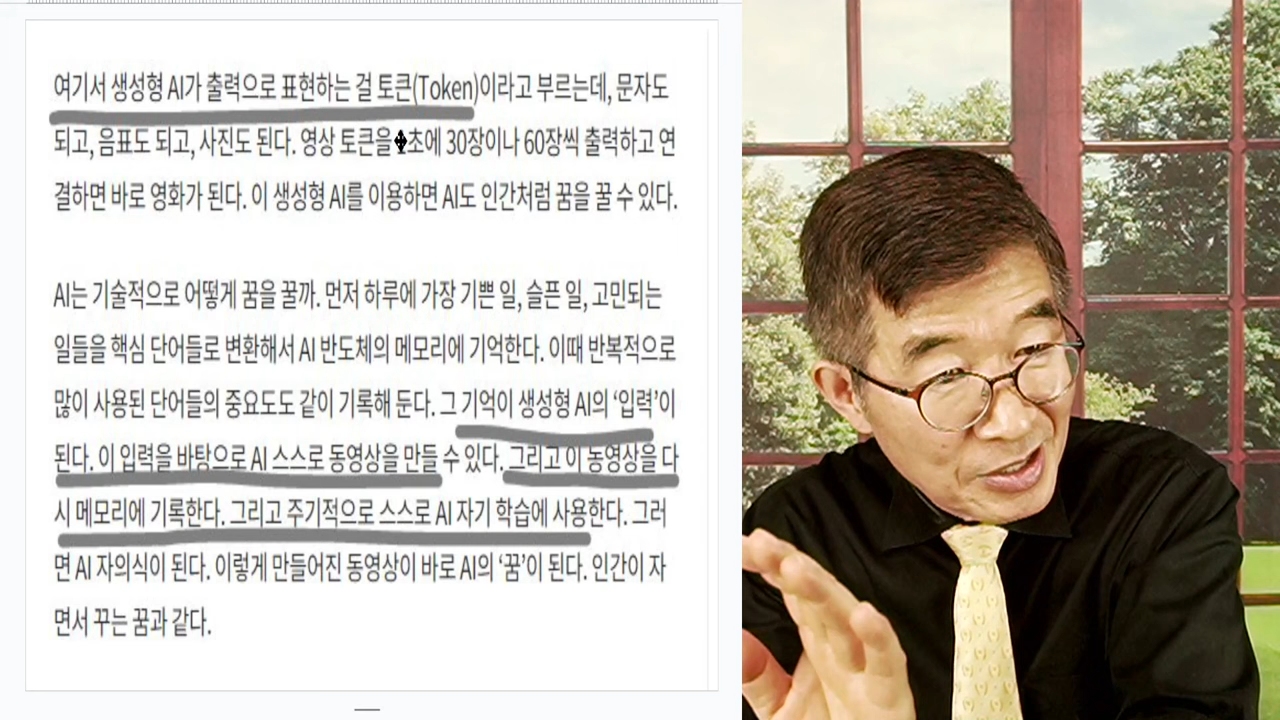 여기서 생성형 AI가 출력으로 표현하는 걸 토큰(Token)이라고 부르는데, 문자도
되고, 음표도 되고, 사진도 된다. 영상 토큰을 초에 30장이나 60장씩 출력하고 연
결하면 바로 영화가 된다. 이 생성형 AI를 이용하면 AI도 인간처럼 꿈을 꿀 수 있다.
AI는 기술적으로 어떻게 꿈을 꿀까. 먼저 하루에 가장 기쁜 일, 슬픈 일, 고민되는
일들을 핵심 단어들로 변환해서 AI 반도체의 메모리에 기억한다. 이때 반복적으로
많이 사용된 단어들의 중요도도 같이 기록해 둔다. 그 기억이 생성형 AI의 ‘입력’이
된다. 이 입력을 바탕으로 AI 스스로 동영상을 만들 수 있다. 그리고 이 동영상을 다
시 메모리에 기록한다. 그리고 주기적으로 스스로 AI 자기 학습에 사용한다. 그러
면 AI 자의식이 된다. 이렇게 만들어진 동영상이 바로 AI의 ‘꿈’이 된다. 인간이 자
면서 꾸는 꿈과 같다.